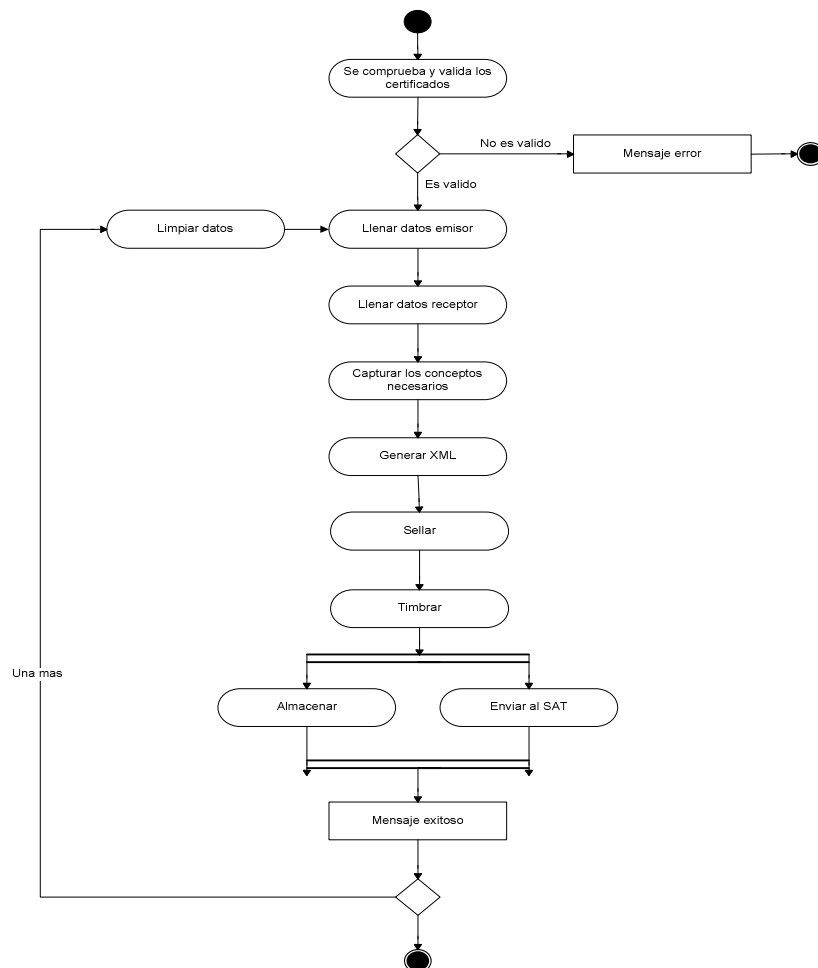 Se comprueba y valida los
certificados
No es valido
Mensaje error
Es valido
Limpiar datos
Llenar datos emisor
Llenar datos receptor
Capturar los conceptos
necesarios
Generar XML
Sellar
Timbrar
Una mas
Almacenar
Enviar al SAT
Mensaje exitoso